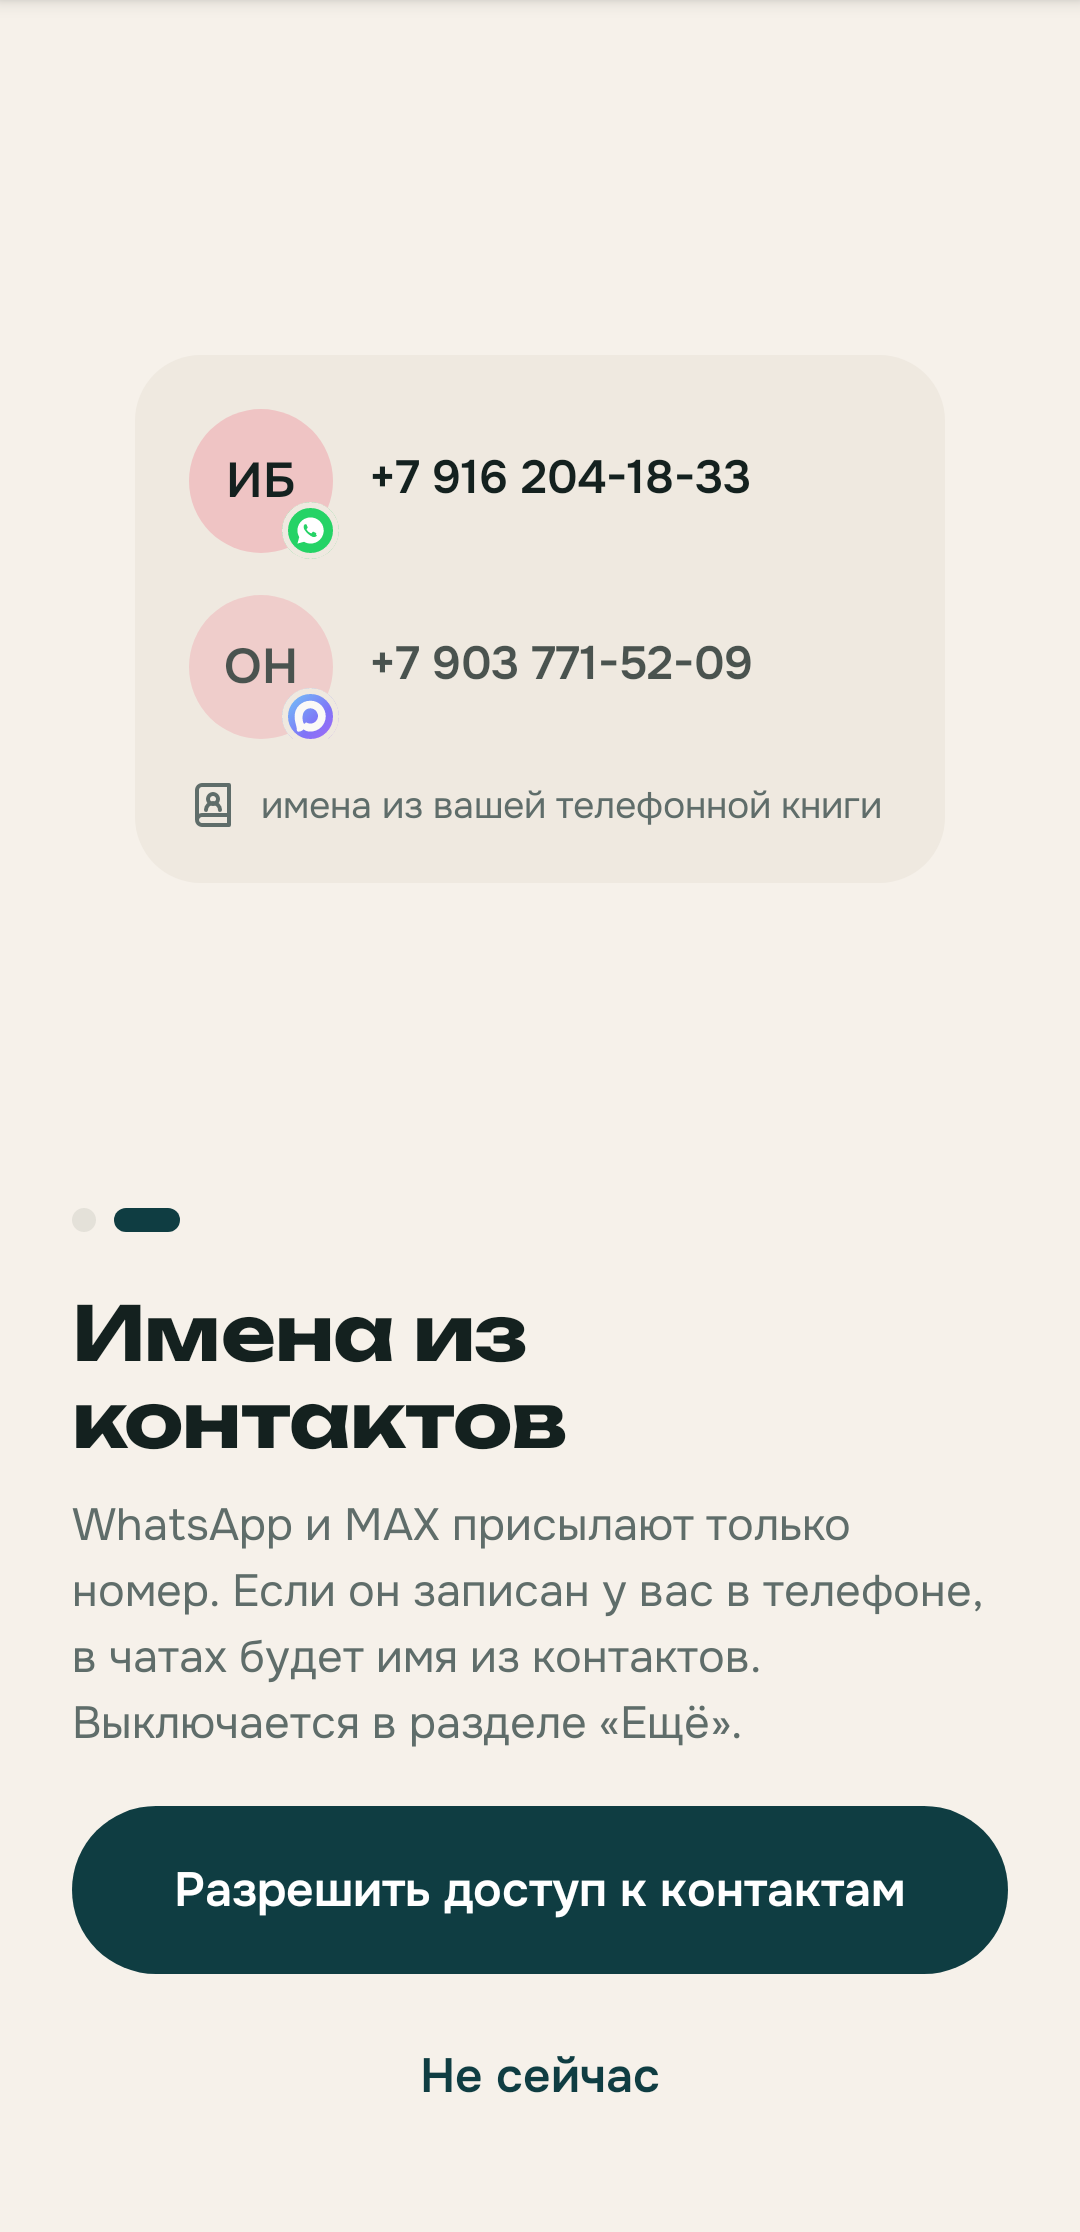 ИБ
+7 916 204-18-33
ОН
+7 903 771-52-09
имена из вашей телефонной книги
Имена из
контактов
WhatsApp и MAX присылают только
номер. Если он записан у вас в телефоне,
в чатах будет имя из контактов.
Выключается в разделе «Ещё».
Разрешить доступ к контактам
Не сейчас